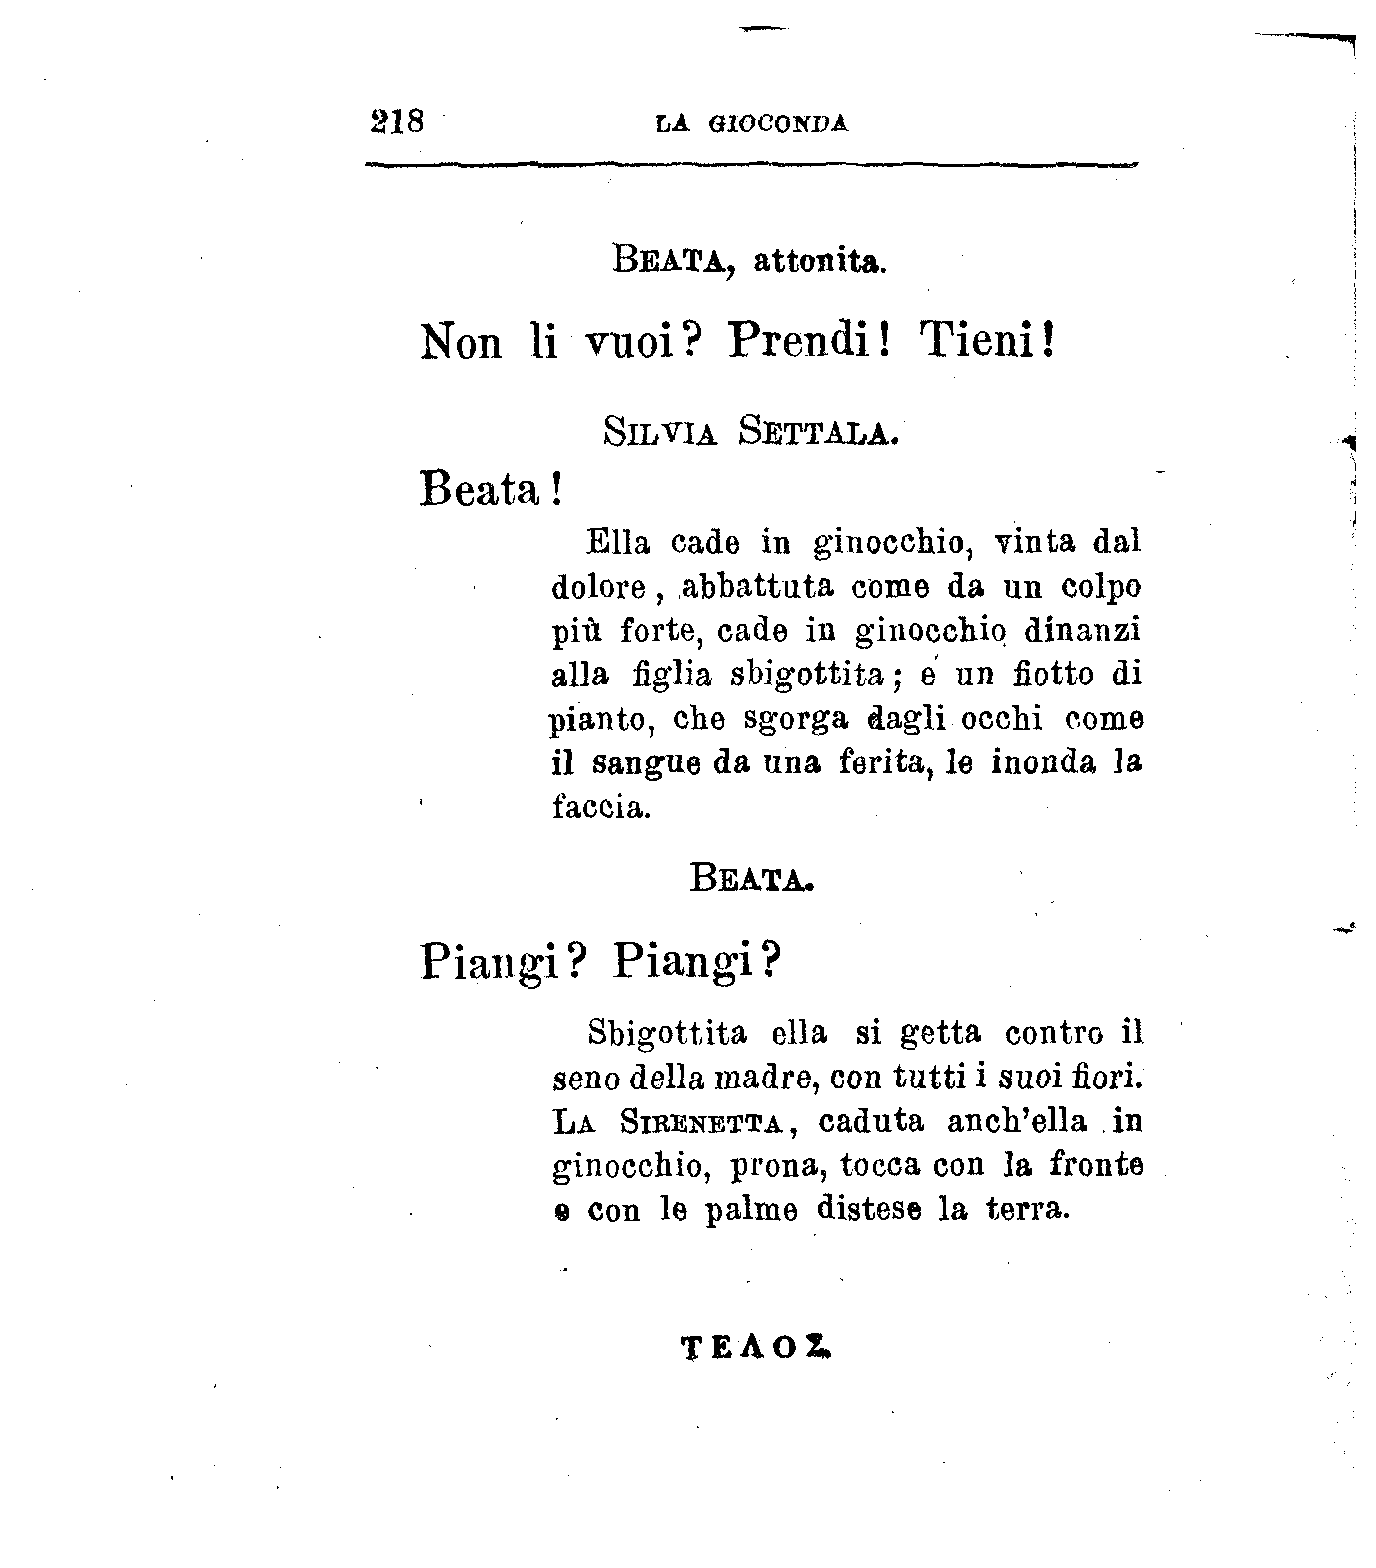 218 LA GIOCONDA
BEATA, attonita.
Non li vuoi? Prendi! Tieni!
SILVIA SETTALA.
Beata!
Ella cade in ginocchio, vinta dal
dolore, abbattuta come da un colpo
più forte, cade in ginocchio dinanzi
alla figlia sbigottita; e un fiotto di
pianto, che sgorga dagli occhi come
il sangue da una ferita, le inonda la
faccia.
BEATA.
Piangi? Piangi?
Sbigottita ella si getta contro il
seno della madre, con tutti i suoi fiori.
LA SIRENETTA, caduta anch'ella in
ginocchio, prona, tocca con la fronte
e con le palme distese la terra.
ΤΕΛΟΣ